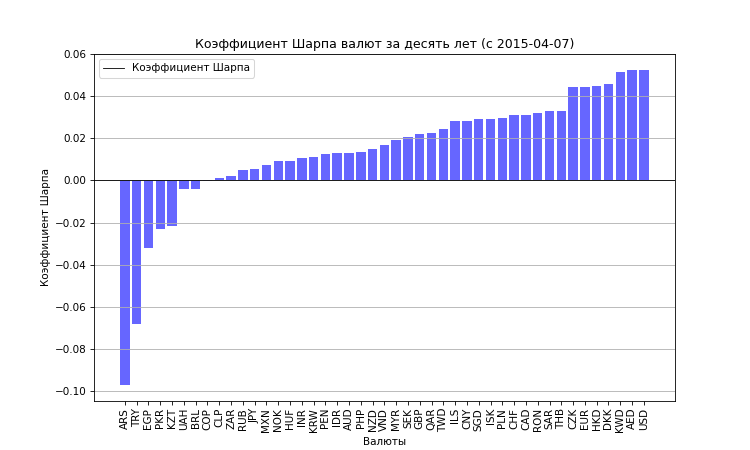 Коэффициент Шарпа валют за десять лет (с 2015-04-07)
Коэффициент Шарпа
0.06
0.04
0.02
0.00
−0.02
−0.04
−0.06
−0.08
−0.10
Коэффициент Шарпа
ARS TRY EGP PKR KZT UAH BRL COP CLP ZAR RUB JPY MXN NOK HUF INR KRW PEN IDR AUD PHP NZD VND MYR SEK GBP QAR TWD ILS CNY SGD ISK PLN CHF CAD RON SAR THB CZK EUR HKD DKK KWD AED USD
Валюты